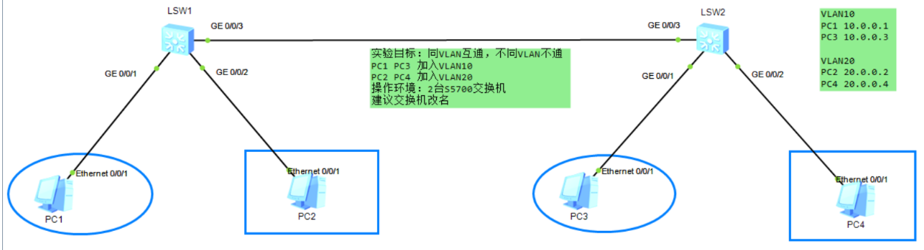 LSW1
LSW2
GE 0/0/3
GE 0/0/3
GE 0/0/1
GE 0/0/2
实验目标：同VLAN互通，不同VLAN不通
PC1 PC3 加入VLAN10
PC2 PC4 加入VLAN20
操作环境：2台S5700交换机
建议交换机改名
GE 0/0/1
GE 0/0/2
VLAN10
PC1 10.0.0.1
PC3 10.0.0.3
VLAN20
PC2 20.0.0.2
PC4 20.0.0.4
Ethernet 0/0/1
PC1
Ethernet 0/0/1
PC2
Ethernet 0/0/1
PC3
Ethernet 0/0/1
PC4